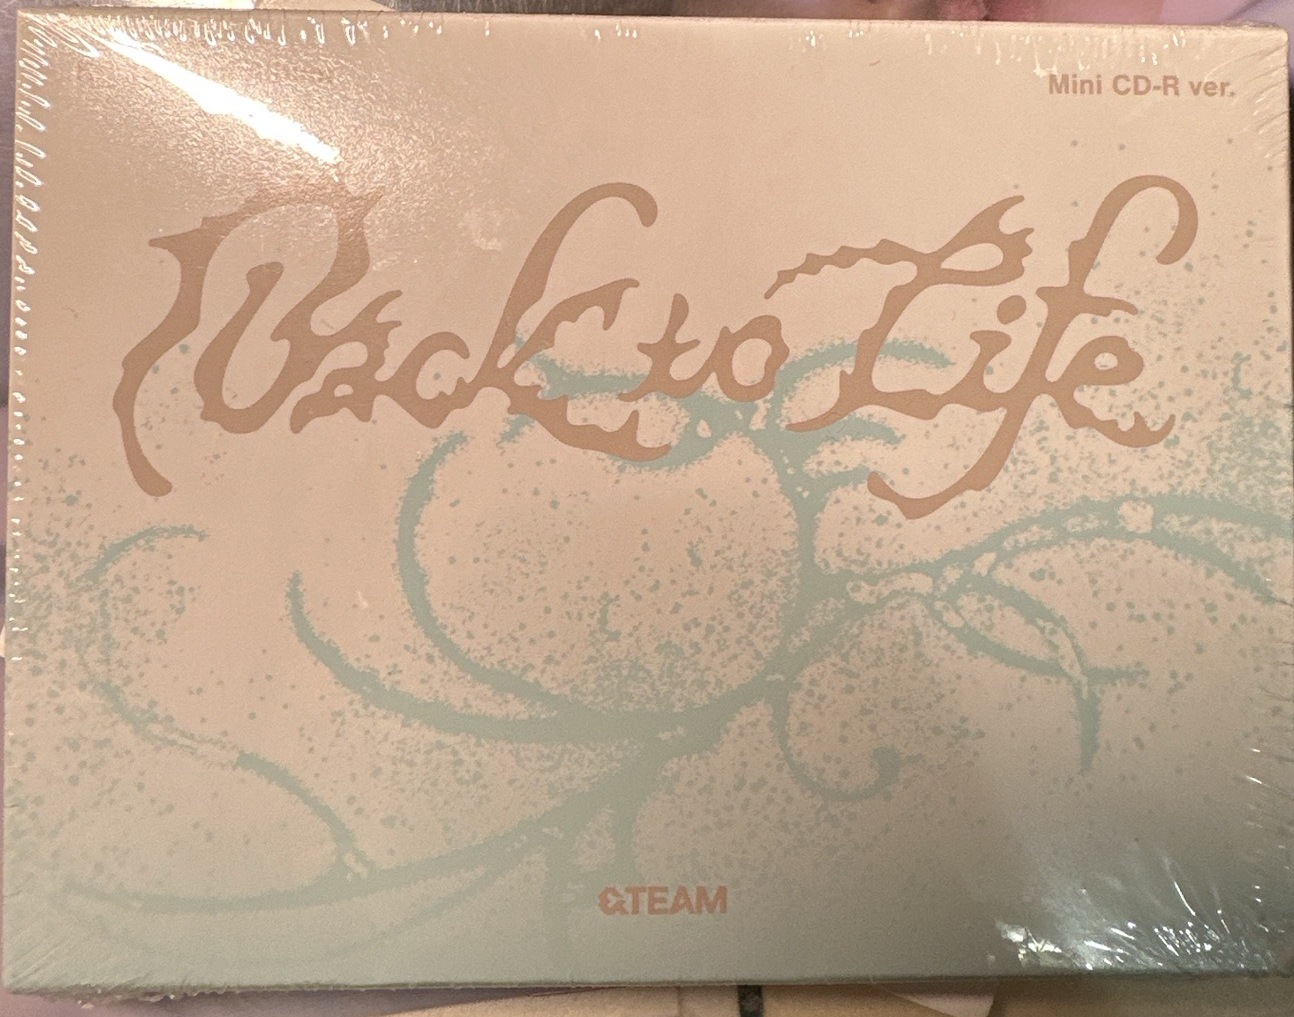 Mini CD-R ver.
Back to Life
&TEAM